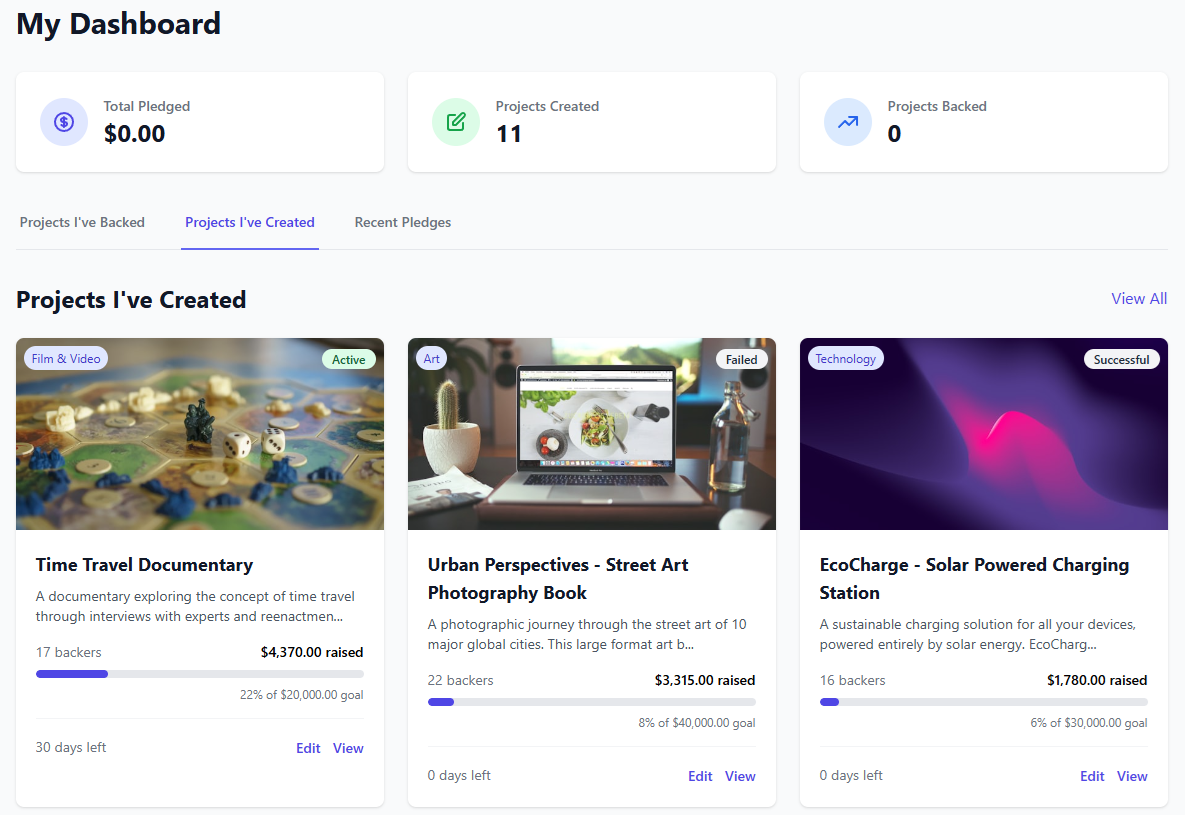 My Dashboard
Total Pledged
$0.00
Projects Created
11
Projects Backed
0
Projects I've Backed
Projects I've Created
Recent Pledges
Projects I've Created
View All
Film & Video
Active
Time Travel Documentary
A documentary exploring the concept of time travel
through interviews with experts and reenactmen...
17 backers
$4,370.00 raised
22% of $20,000.00 goal
30 days left
Edit
View
Art
Failed
Urban Perspectives - Street Art
Photography Book
A photographic journey through the street art of 10
major global cities. This large format art b...
22 backers
$3,315.00 raised
8% of $40,000.00 goal
0 days left
Edit
View
Technology
Successful
EcoCharge - Solar Powered Charging
Station
A sustainable charging solution for all your devices,
powered entirely by solar energy. EcoCharg...
16 backers
$1,780.00 raised
6% of $30,000.00 goal
0 days left
Edit
View